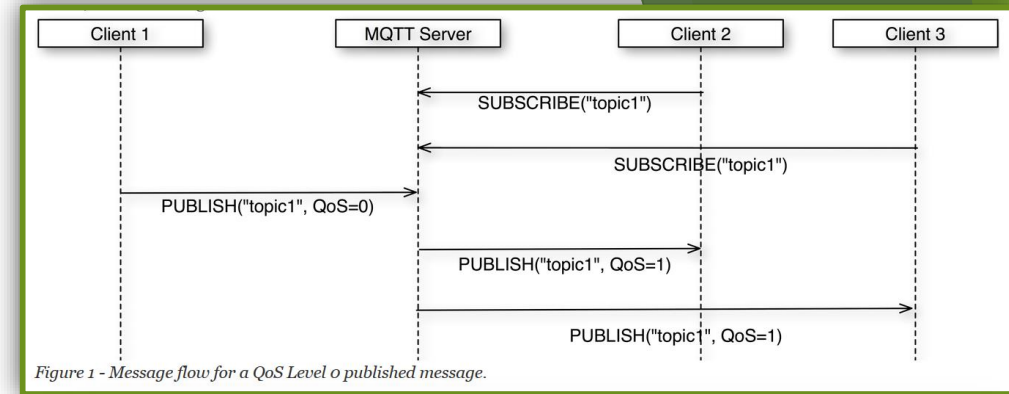 Client 1
MQTT Server
Client 2
Client 3
SUBSCRIBE("topic1")
SUBSCRIBE("topic1")
PUBLISH("topic1", QoS=0)
PUBLISH("topic1", QoS=1)
PUBLISH("topic1", QoS=1)
Figure 1 - Message flow for a QoS Level 0 published message.